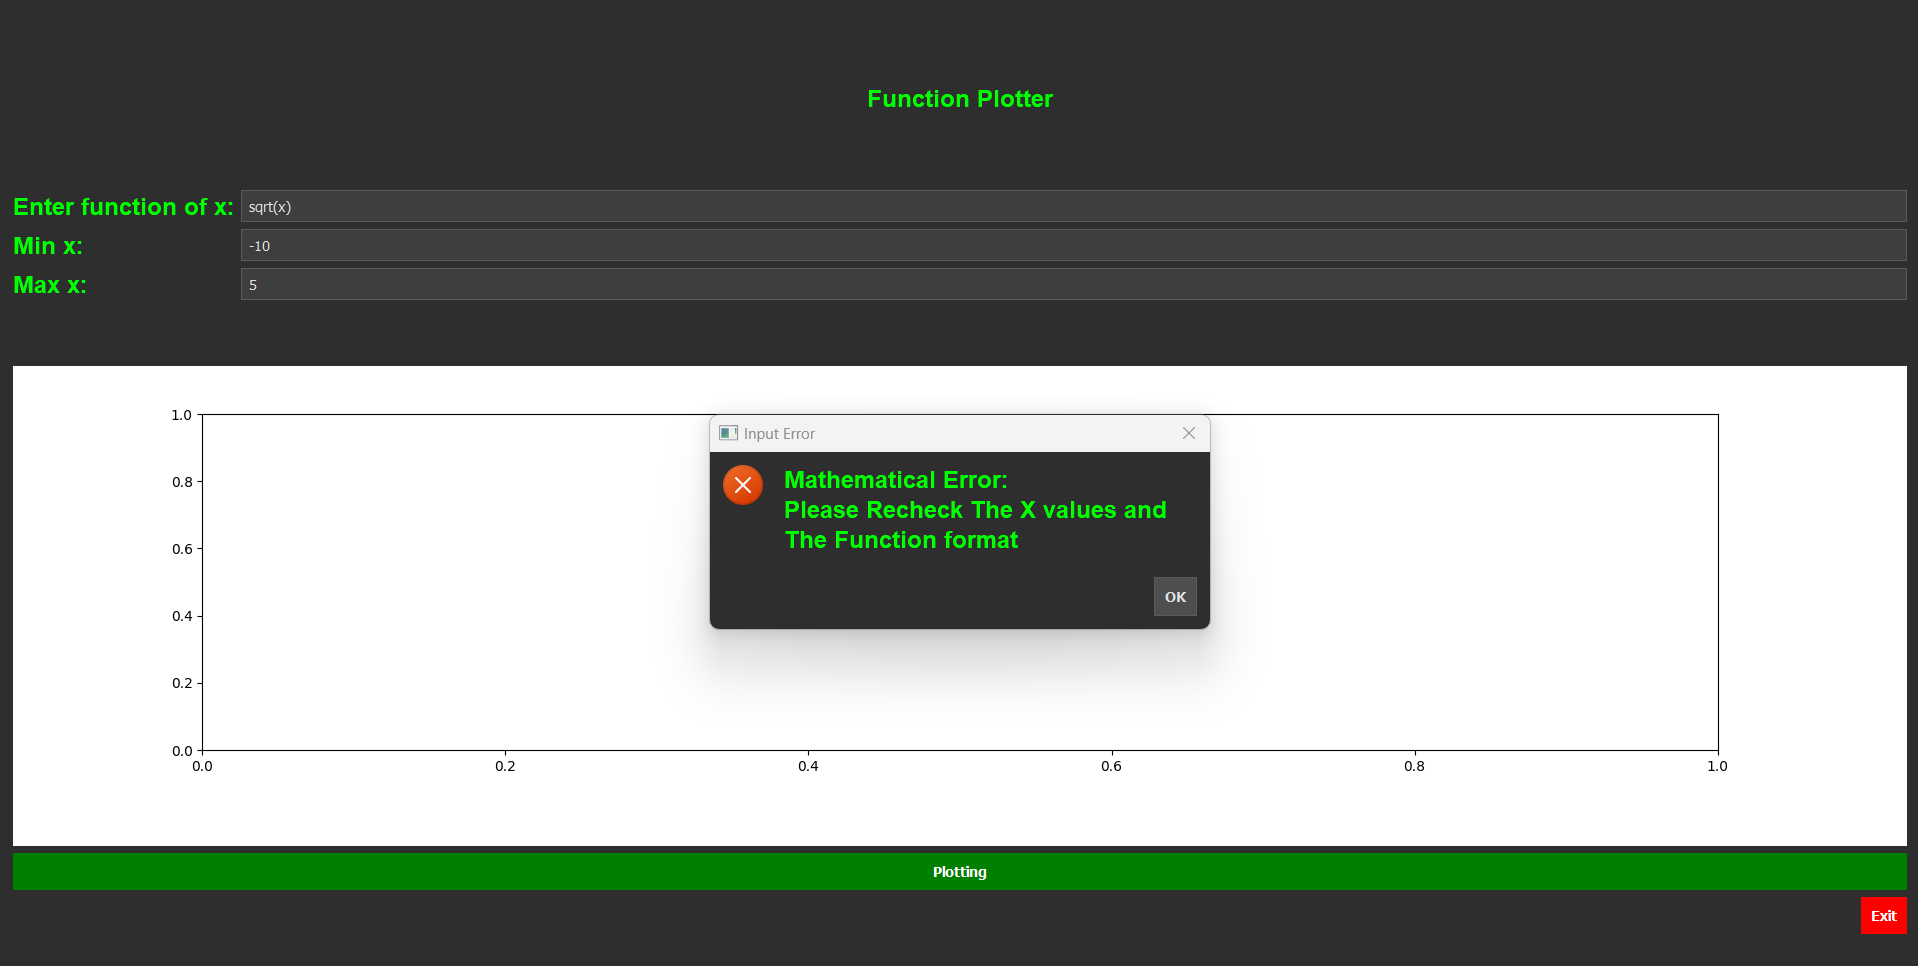 Function Plotter
Enter function of x: sqrt(x)
Min x: -10
Max x: 5
1.0
0.8
0.6
0.4
0.2
0.0
0.0 0.2 0.4 0.6 0.8 1.0
Input Error
Mathematical Error:
Please Recheck The X values and
The Function format
OK
Plotting
Exit